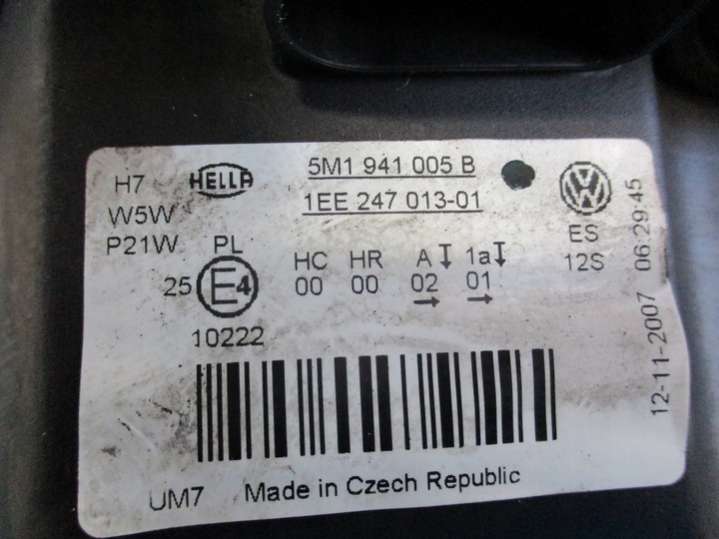 H7
W5W
P21W
HELLA
5M1 941 005 B
1EE 247 013-01
VW
ES
12S
PL
25 E4
10222
HC HR A 1a
00 00 02 01
12-11-2007 06:29:45
UM7 Made in Czech Republic